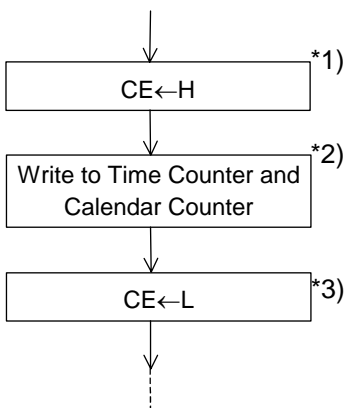 *1)
CE←H
*2)
Write to Time Counter and
Calendar Counter
*3)
CE←L